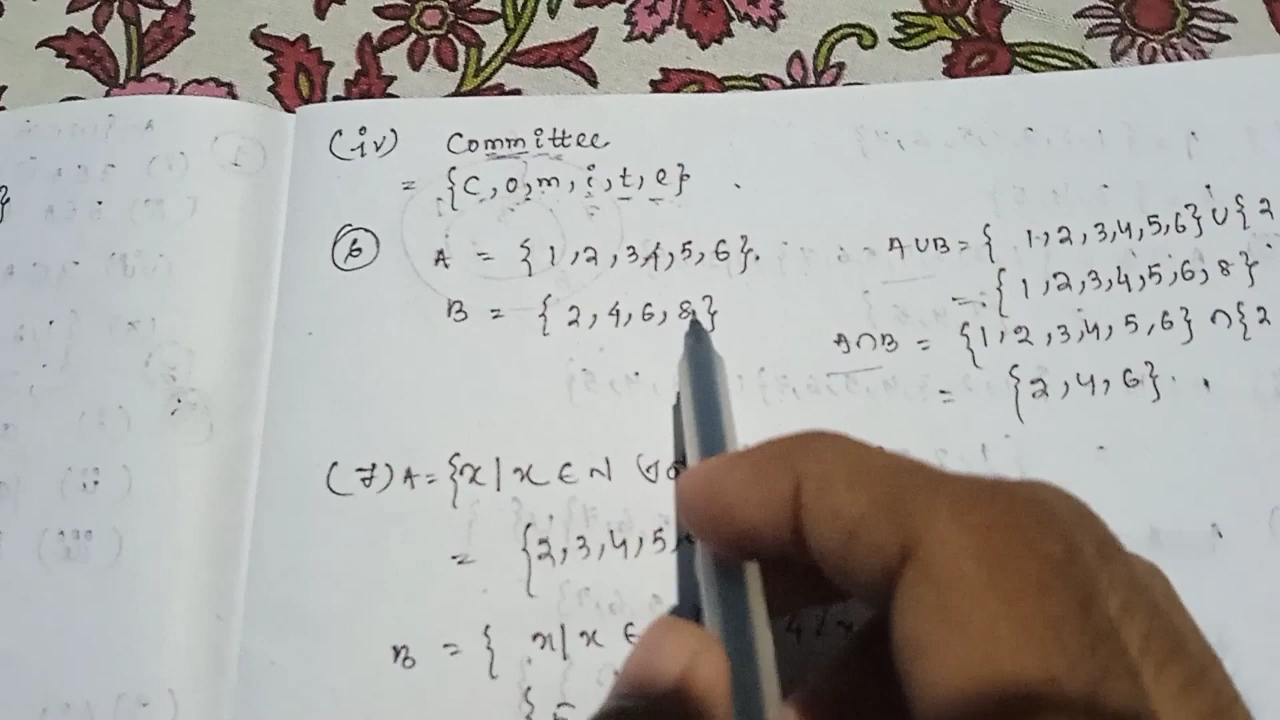 (iv) Committee
= {C, o, m, i, t, e}
6
A = {1, 2, 3, 4, 5, 6}.
B = {2, 4, 6, 8}
A∪B = {1, 2, 3, 4, 5, 6} ∪ {2
= {1, 2, 3, 4, 5, 6, 8}
A∩B = {1, 2, 3, 4, 5, 6} ∩ {2
= {2, 4, 6}.
(7) A = {x | x ∈ N
= {2, 3, 4, 5
B = { x | x ∈